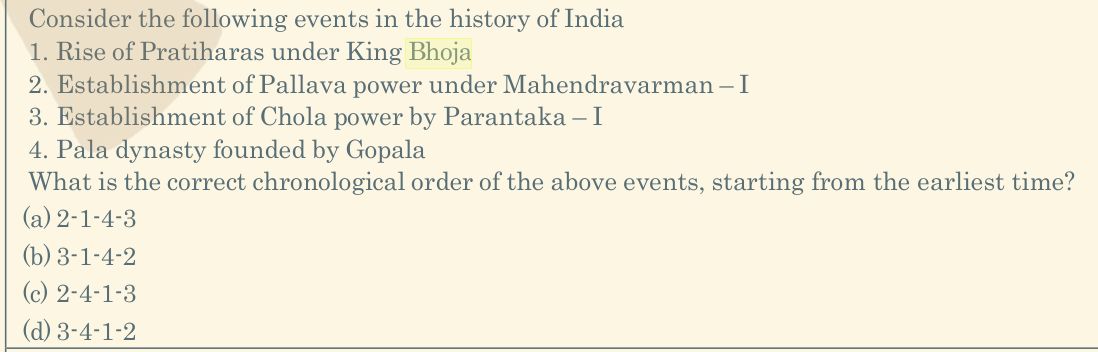 Consider the following events in the history of India
1. Rise of Pratiharas under King Bhoja
2. Establishment of Pallava power under Mahendravarman – I
3. Establishment of Chola power by Parantaka – I
4. Pala dynasty founded by Gopala
What is the correct chronological order of the above events, starting from the earliest time?
(a) 2-1-4-3
(b) 3-1-4-2
(c) 2-4-1-3
(d) 3-4-1-2